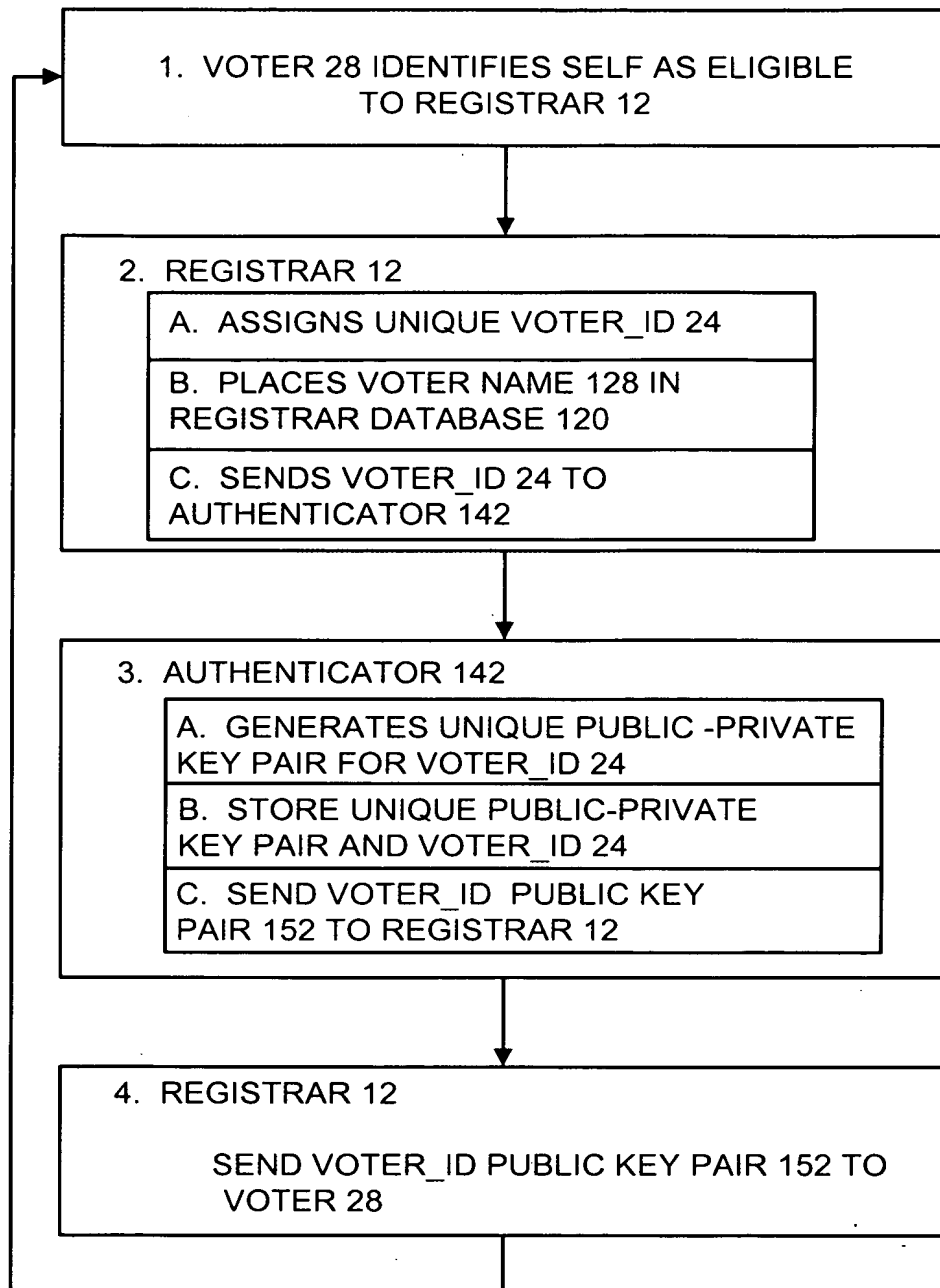 1. VOTER 28 IDENTIFIES SELF AS ELIGIBLE
TO REGISTRAR 12
2. REGISTRAR 12
A. ASSIGNS UNIQUE VOTER_ID 24
B. PLACES VOTER NAME 128 IN
REGISTRAR DATABASE 120
C. SENDS VOTER_ID 24 TO
AUTHENTICATOR 142
3. AUTHENTICATOR 142
A. GENERATES UNIQUE PUBLIC -PRIVATE
KEY PAIR FOR VOTER_ID 24
B. STORE UNIQUE PUBLIC-PRIVATE
KEY PAIR AND VOTER_ID 24
C. SEND VOTER_ID PUBLIC KEY
PAIR 152 TO REGISTRAR 12
4. REGISTRAR 12
SEND VOTER_ID PUBLIC KEY PAIR 152 TO
VOTER 28